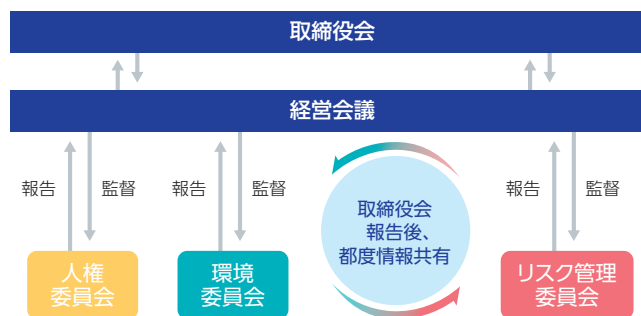 取締役会
経営会議
報告
監督
報告
監督
取締役会
報告後、
都度情報共有
報告
監督
人権
委員会
環境
委員会
リスク管理
委員会